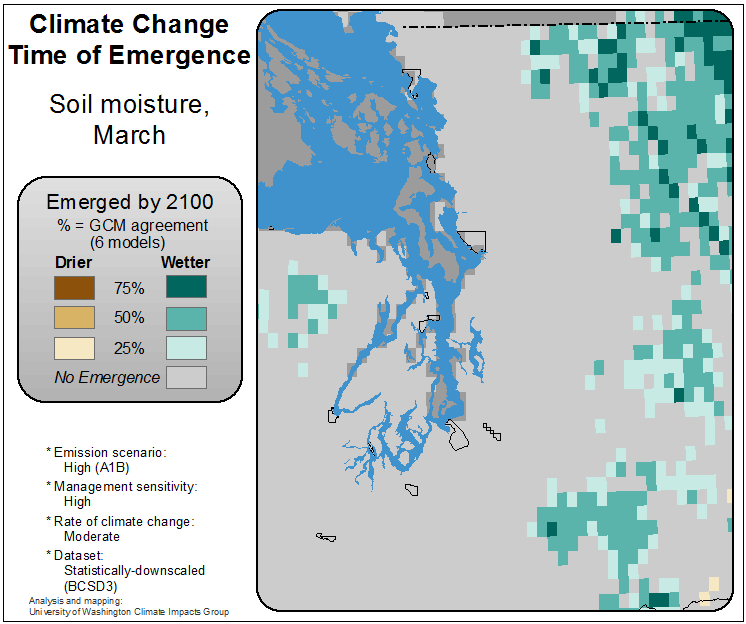 Climate Change
Time of Emergence
Soil moisture,
March
Emerged by 2100
% = GCM agreement
(6 models)
Drier Wetter
75%
50%
25%
No Emergence
* Emission scenario:
High (A1B)
* Management sensitivity:
High
* Rate of climate change:
Moderate
* Dataset:
Statistically-downscaled
(BCSD3)
Analysis and mapping:
University of Washington Climate Impacts Group